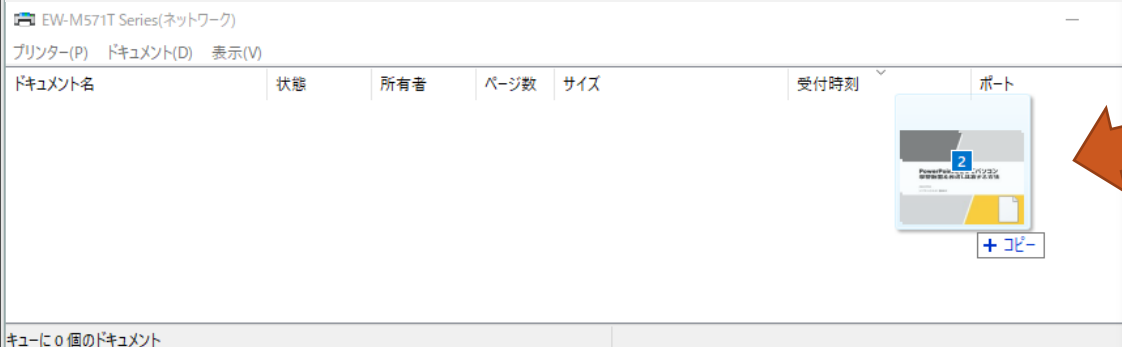 EW-M571T Series(ネットワーク)
プリンター(P) ドキュメント(D) 表示(V)
ドキュメント名 状態 所有者 ページ数 サイズ 受付時刻 ポート
2
+ コピー
キューに 0 個のドキュメント